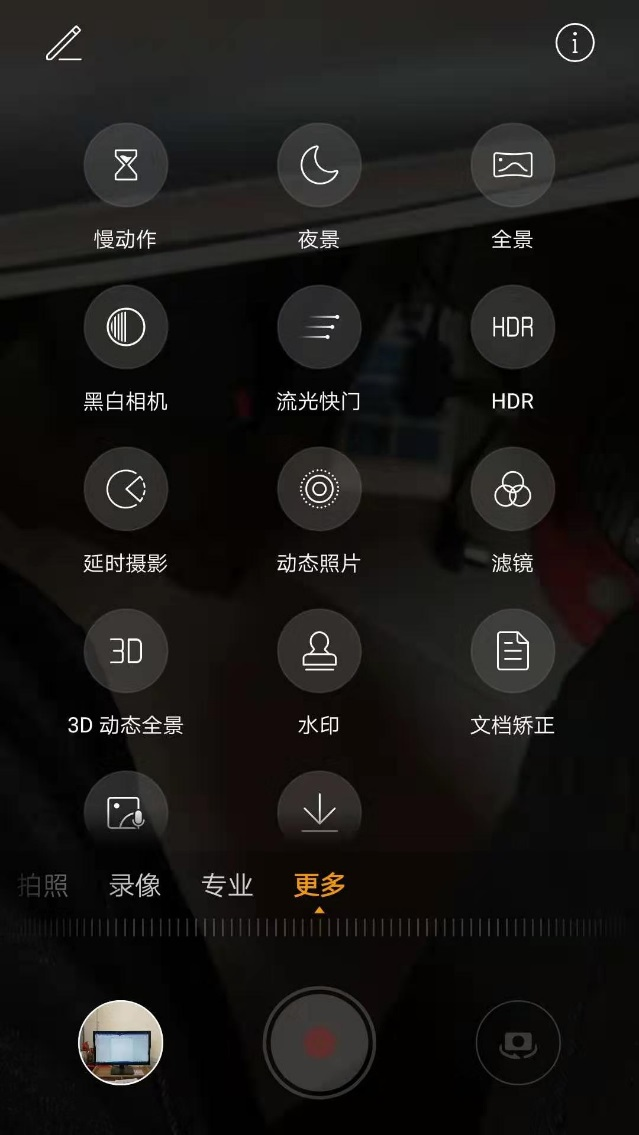 慢动作 夜景 全景
HDR
黑白相机 流光快门 HDR
延时摄影 动态照片 滤镜
3D
3D 动态全景 水印 文档矫正
拍照 录像 专业 更多